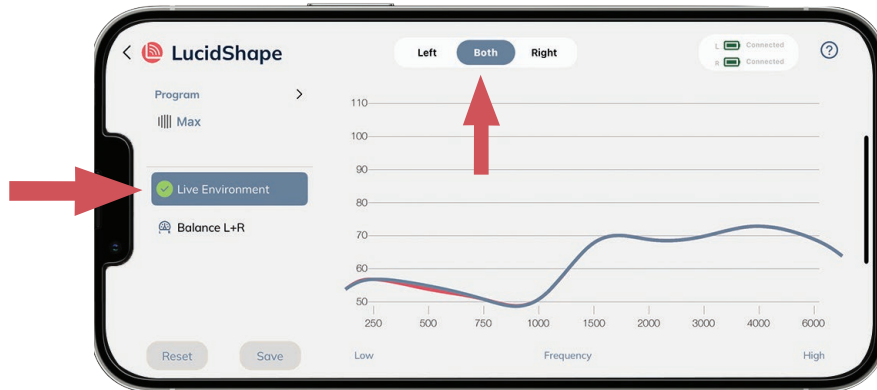 LucidShape
Left Both Right
L Connected
R Connected
?
Program >
Max
Live Environment
Balance L+R
110
100
90
80
70
60
50
250 500 750 1000 1500 2000 3000 4000 6000
Low Frequency High
Reset Save